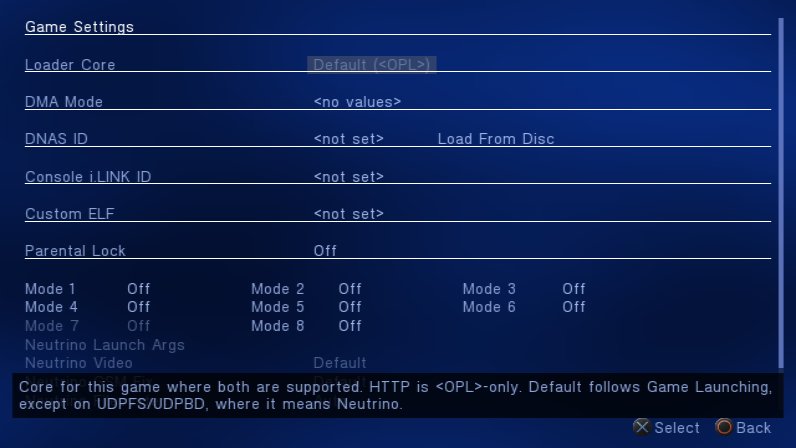 Game Settings
Loader Core Default (<OPL>)
DMA Mode <no values>
DNAS ID <not set> Load From Disc
Console i.LINK ID <not set>
Custom ELF <not set>
Parental Lock Off
Mode 1 Off Mode 2 Off Mode 3 Off
Mode 4 Off Mode 5 Off Mode 6 Off
Mode 7 Off Mode 8 Off
Neutrino Launch Args
Neutrino Video Default
Core for this game where both are supported. HTTP is <OPL>-only. Default follows Game Launching,
except on UDPFS/UDPBD, where it means Neutrino.
Select Back